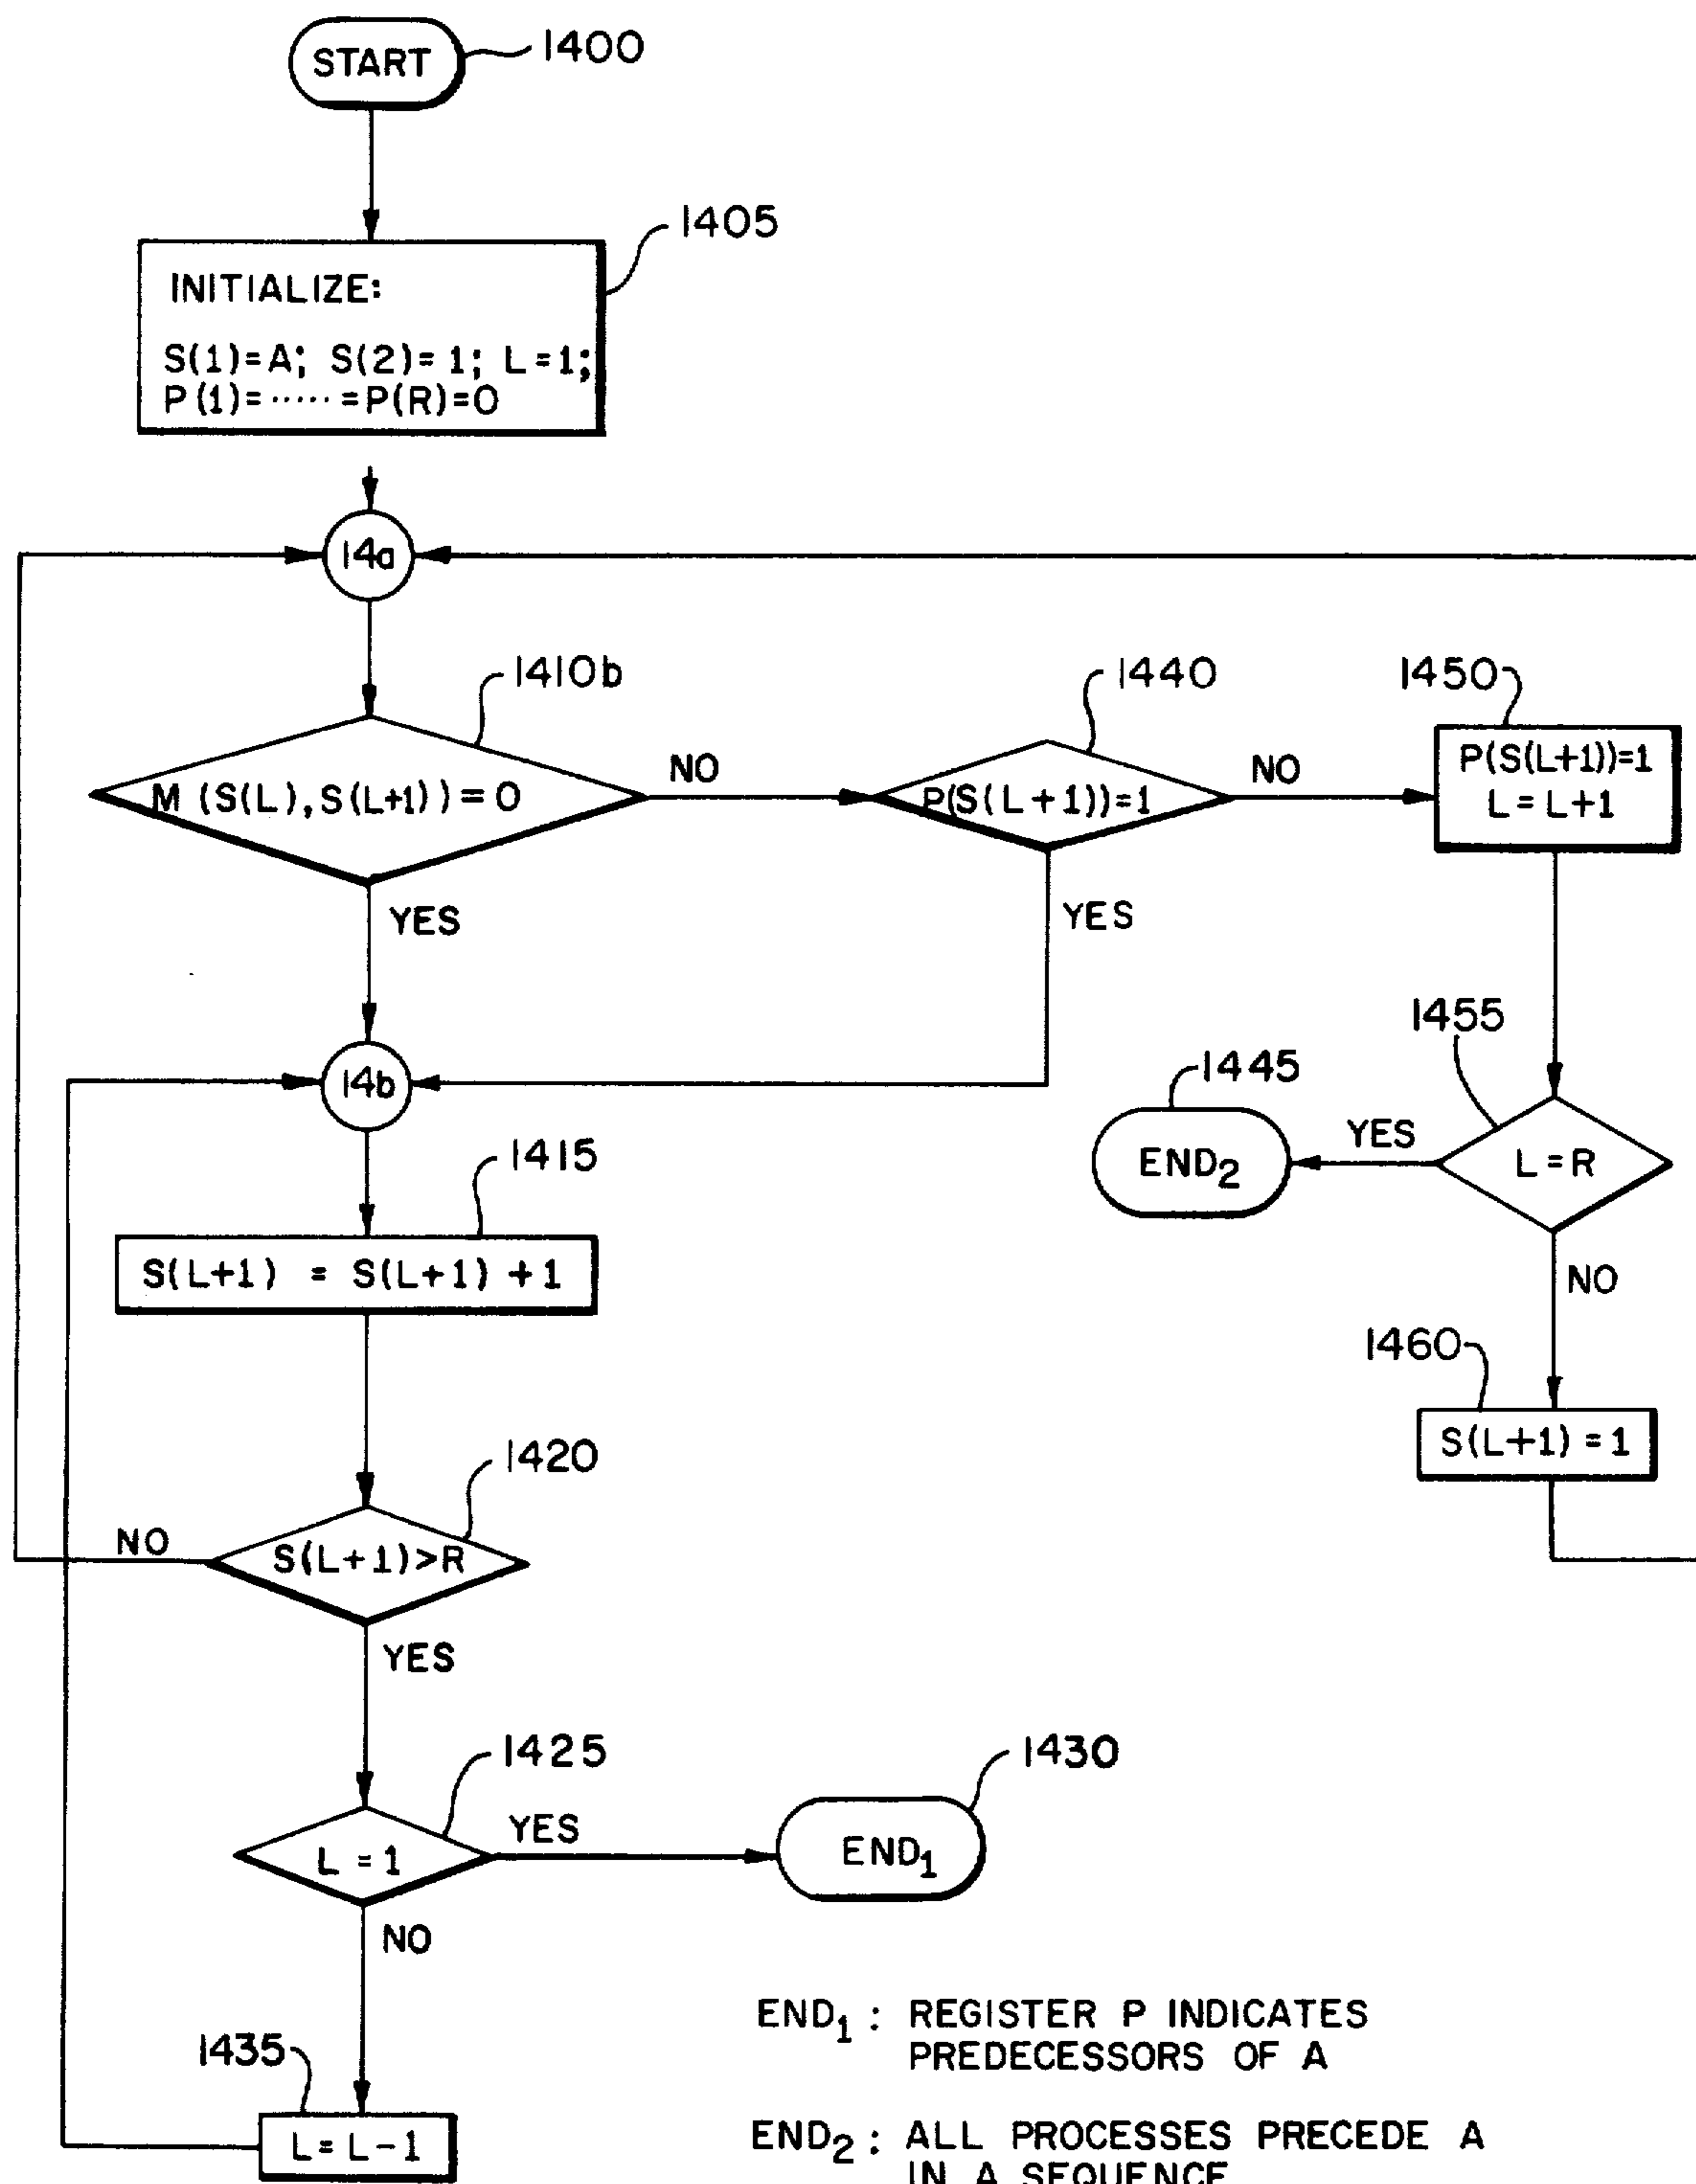 START
1400
1405
INITIALIZE:
S(1)=A; S(2)=1; L=1;
P(1)=·····=P(R)=0
14a
1410b
1440
1450
M (S(L),S(L+1))=0
NO
P(S(L+1))=1
NO
P(S(L+1))=1
L=L+1
YES
YES
1455
14b
1445
YES
END2
L=R
1415
NO
S(L+1) = S(L+1) +1
1460
S(L+1)=1
1420
NO
S(L+1)>R
YES
1425
1430
YES
L=1
END1
NO
1435
L=L-1
END1: REGISTER P INDICATES
PREDECESSORS OF A
END2: ALL PROCESSES PRECEDE A
IN A SEQUENCE